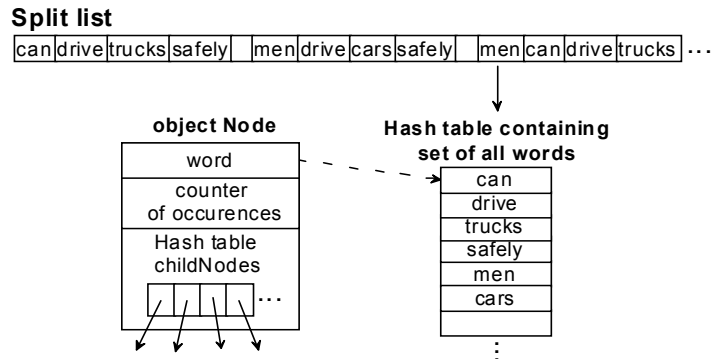 Split list
can drive trucks safely men drive cars safely men can drive trucks ...
object Node
word
counter
of occurences
Hash table
childNodes
...
Hash table containing
set of all words
can
drive
trucks
safely
men
cars
...